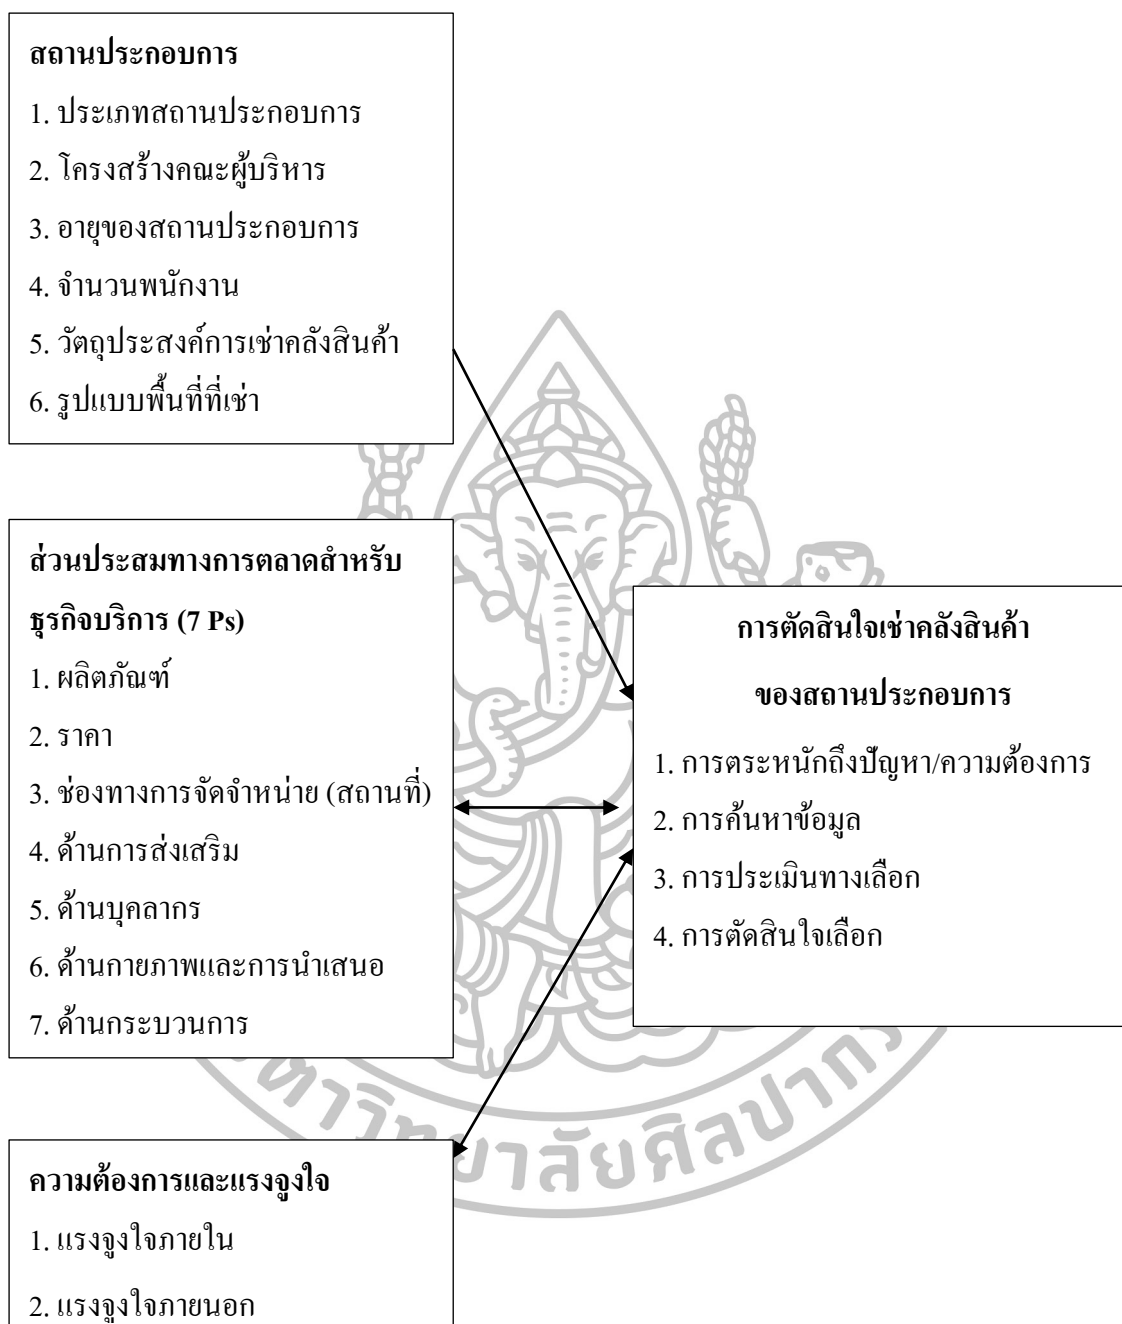 สถานประกอบการ
1. ประเภทสถานประกอบการ
2. โครงสร้างคณะผู้บริหาร
3. อายุของสถานประกอบการ
4. จำนวนพนักงาน
5. วัตถุประสงค์การเช่าคลังสินค้า
6. รูปแบบพื้นที่ที่เช่า
ส่วนประสมทางการตลาดสำหรับ
ธุรกิจบริการ (7 Ps)
1. ผลิตภัณฑ์
2. ราคา
3. ช่องทางการจัดจำหน่าย (สถานที่)
4. ด้านการส่งเสริม
5. ด้านบุคลากร
6. ด้านกายภาพและการนำเสนอ
7. ด้านกระบวนการ
ความต้องการและแรงจูงใจ
1. แรงจูงใจภายใน
2. แรงจูงใจภายนอก
การตัดสินใจเช่าคลังสินค้า
ของสถานประกอบการ
1. การตระหนักถึงปัญหา/ความต้องการ
2. การค้นหาข้อมูล
3. การประเมินทางเลือก
4. การตัดสินใจเลือก